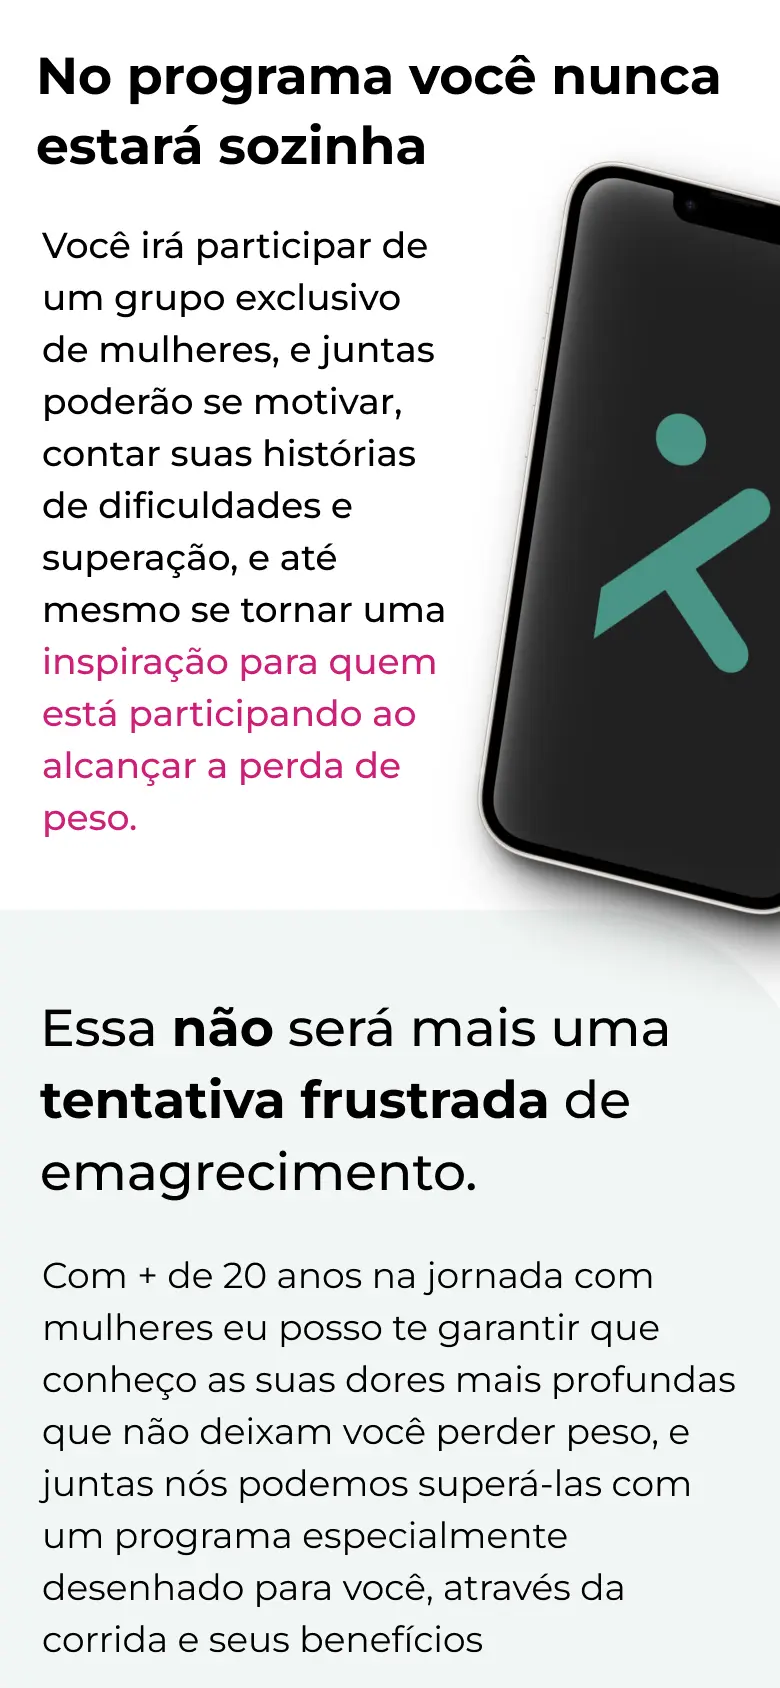 No programa você nunca
estará sozinha
Você irá participar de
um grupo exclusivo
de mulheres, e juntas
poderão se motivar,
contar suas histórias
de dificuldades e
superação, e até
mesmo se tornar uma
inspiração para quem
está participando ao
alcançar a perda de
peso.
Essa não será mais uma
tentativa frustrada de
emagrecimento.
Com + de 20 anos na jornada com
mulheres eu posso te garantir que
conheço as suas dores mais profundas
que não deixam você perder peso, e
juntas nós podemos superá-las com
um programa especialmente
desenhado para você, através da
corrida e seus benefícios